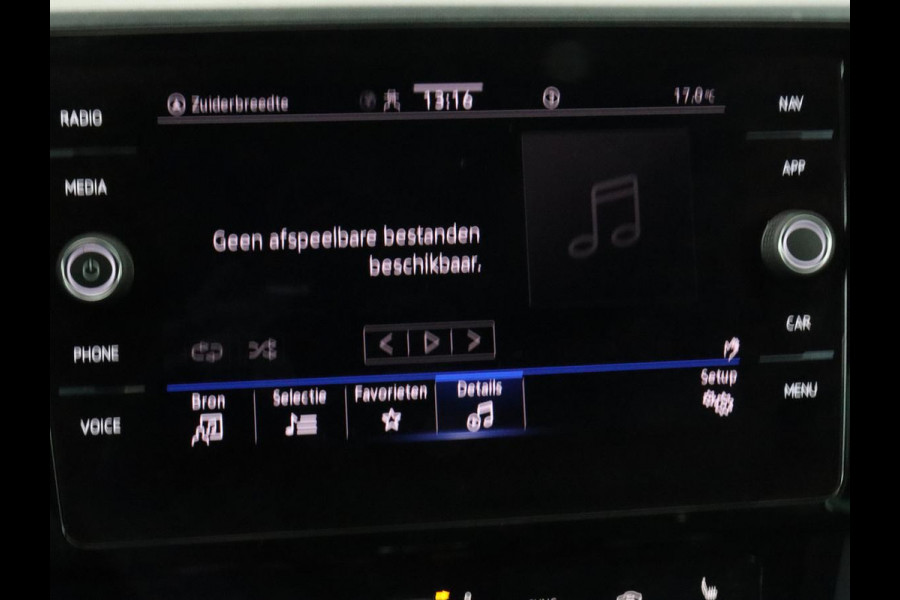 RADIO
MEDIA
PHONE
VOICE
Zuiderbreedte 13:16 17.0°C
Geen afspeelbare bestanden
beschikbaar.
Bron Selectie Favorieten Details Setup
NAV
APP
CAR
MENU